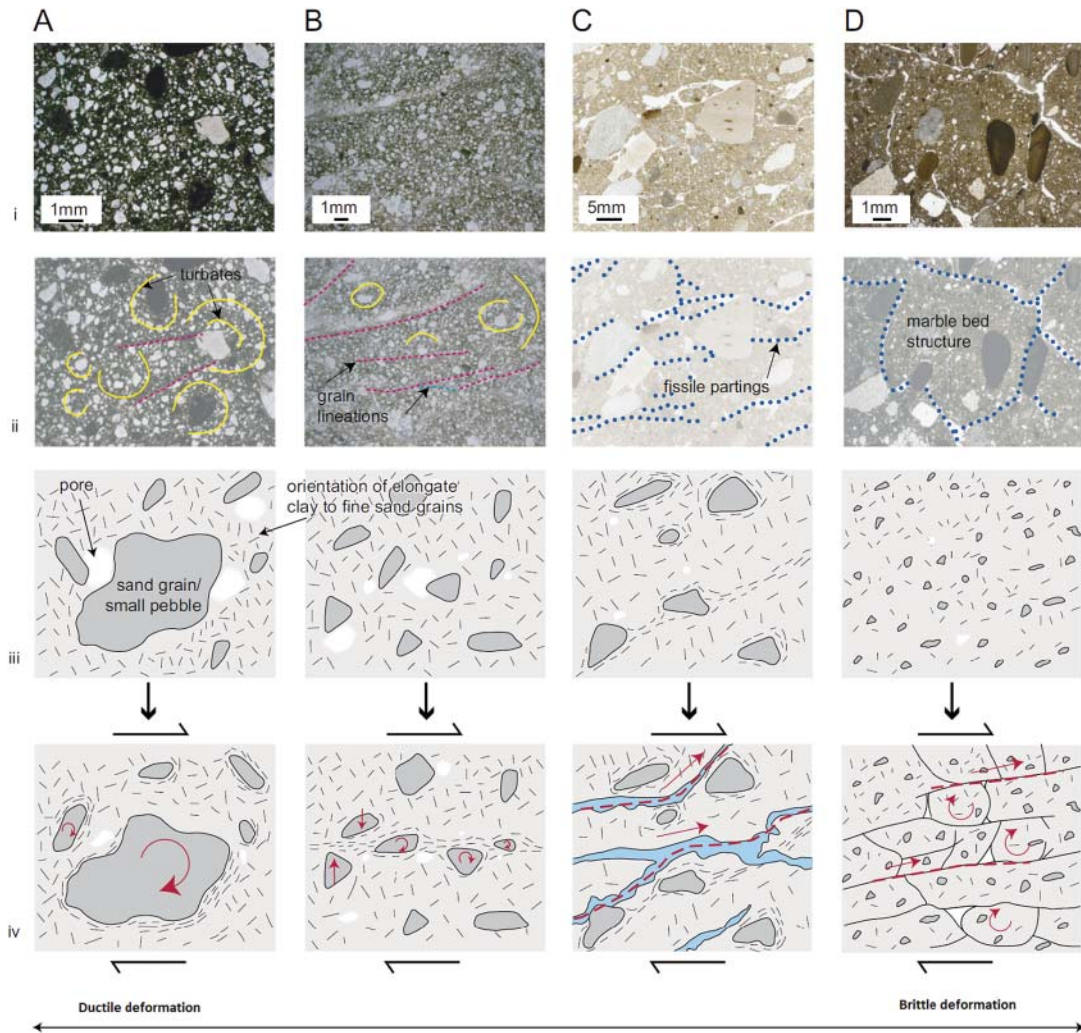 A
B
C
D
i
1mm
1mm
5mm
1mm
ii
turbates
grain
lineations
fissile partings
marble bed
structure
iii
pore
sand grain/
small pebble
orientation of elongate
clay to fine sand grains
iv
Ductile deformation
Brittle deformation